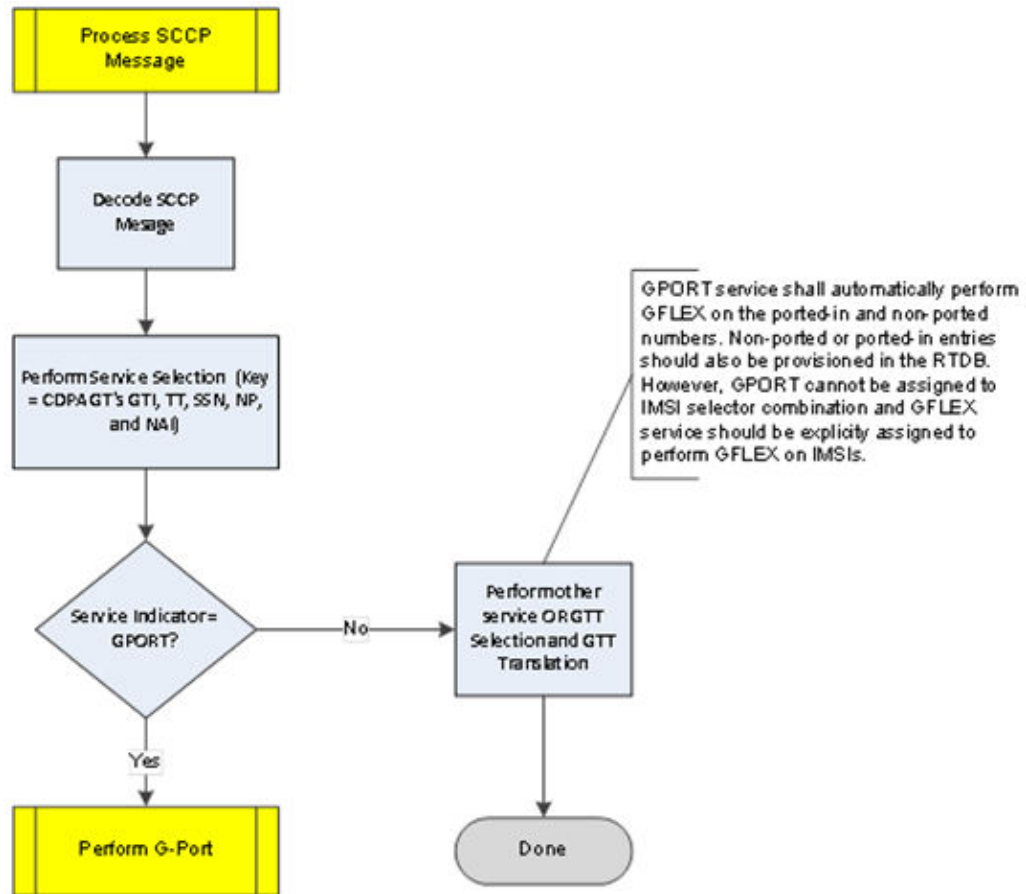 Process SCCP
Message
Decode SCCP
Mesage
Perform Service Selection (Key
= CDPA GT's GTI, TT, SSN, NP,
and NAI)
Service Indicator=
GPORT?
No
Yes
Perform G-Port
GPORT service shall automatically perform
GFLEX on the ported-in and non-ported
numbers. Non-ported or ported-in entries
should also be provisioned in the RTDB.
However, GPORT cannot be assigned to
IMSI selector combination and GFLEX
service should be explicity assigned to
perform GFLEX on IMSIs.
Perform other
service OR GTT
Selection and GTT
Translation
Done